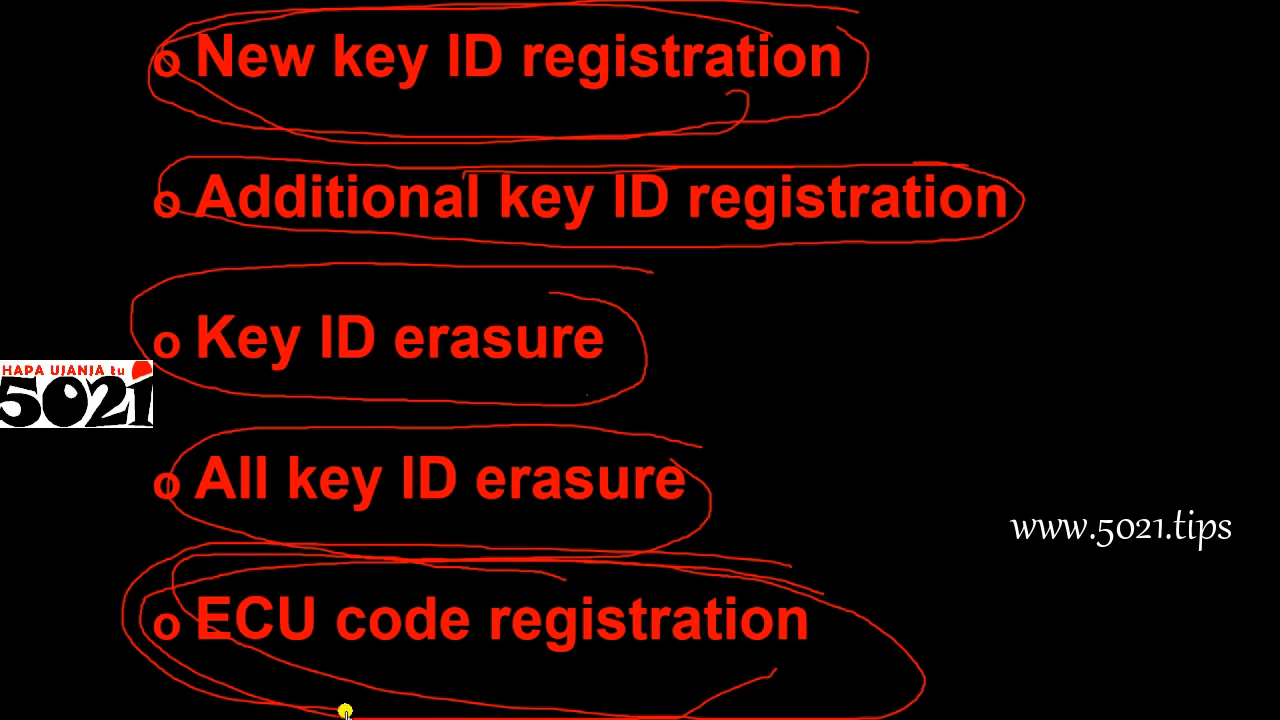 o New key ID registration
o Additional key ID registration
o Key ID erasure
HAPA UJANJA tu
5021
o All key ID erasure
www.5021.tips
o ECU code registration